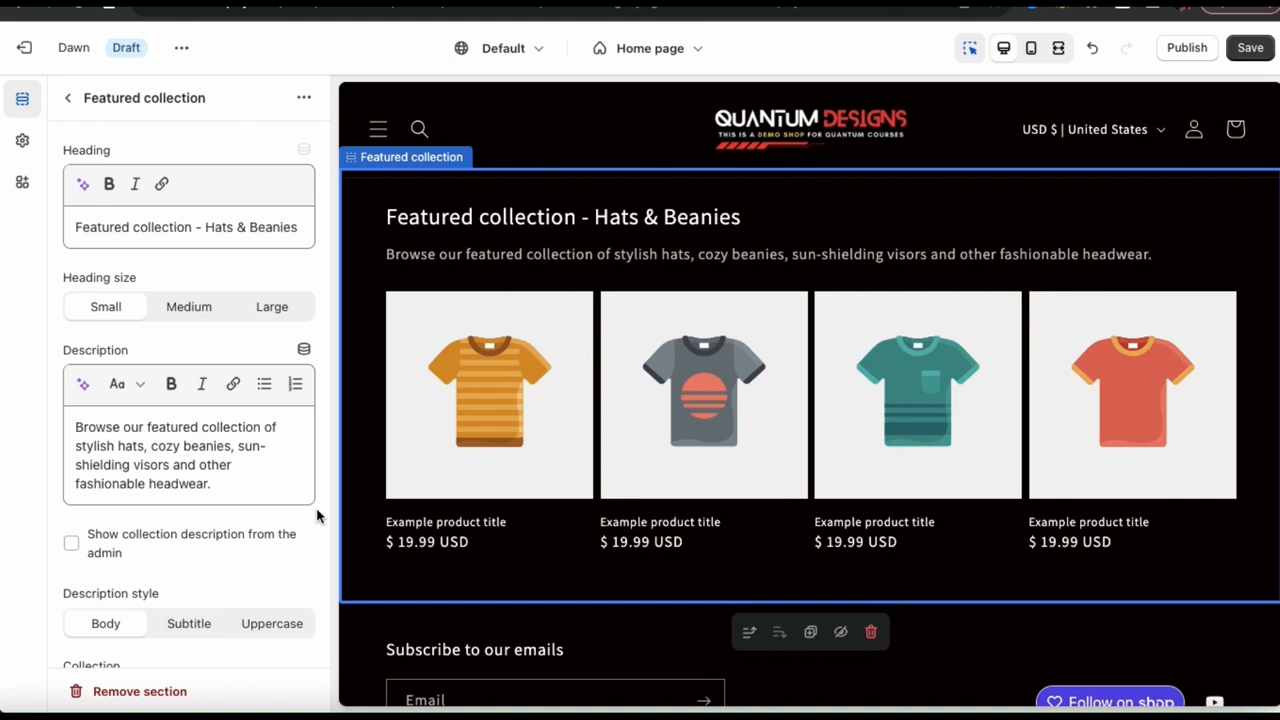 Dawn
Draft
Default
Home page
Publish
Save
Featured collection
Heading
Featured collection - Hats & Beanies
Heading size
Small
Medium
Large
Description
Aa
Browse our featured collection of
stylish hats, cozy beanies, sun-
shielding visors and other
fashionable headwear.
Show collection description from the
admin
Description style
Body
Subtitle
Uppercase
Collection
Remove section
QUANTUM DESIGNS
THIS IS A DEMO SHOP FOR QUANTUM COURSES
USD $ | United States
Featured collection
Featured collection - Hats & Beanies
Browse our featured collection of stylish hats, cozy beanies, sun-shielding visors and other fashionable headwear.
Example product title
$ 19.99 USD
Example product title
$ 19.99 USD
Example product title
$ 19.99 USD
Example product title
$ 19.99 USD
Subscribe to our emails
Email
Follow on shop